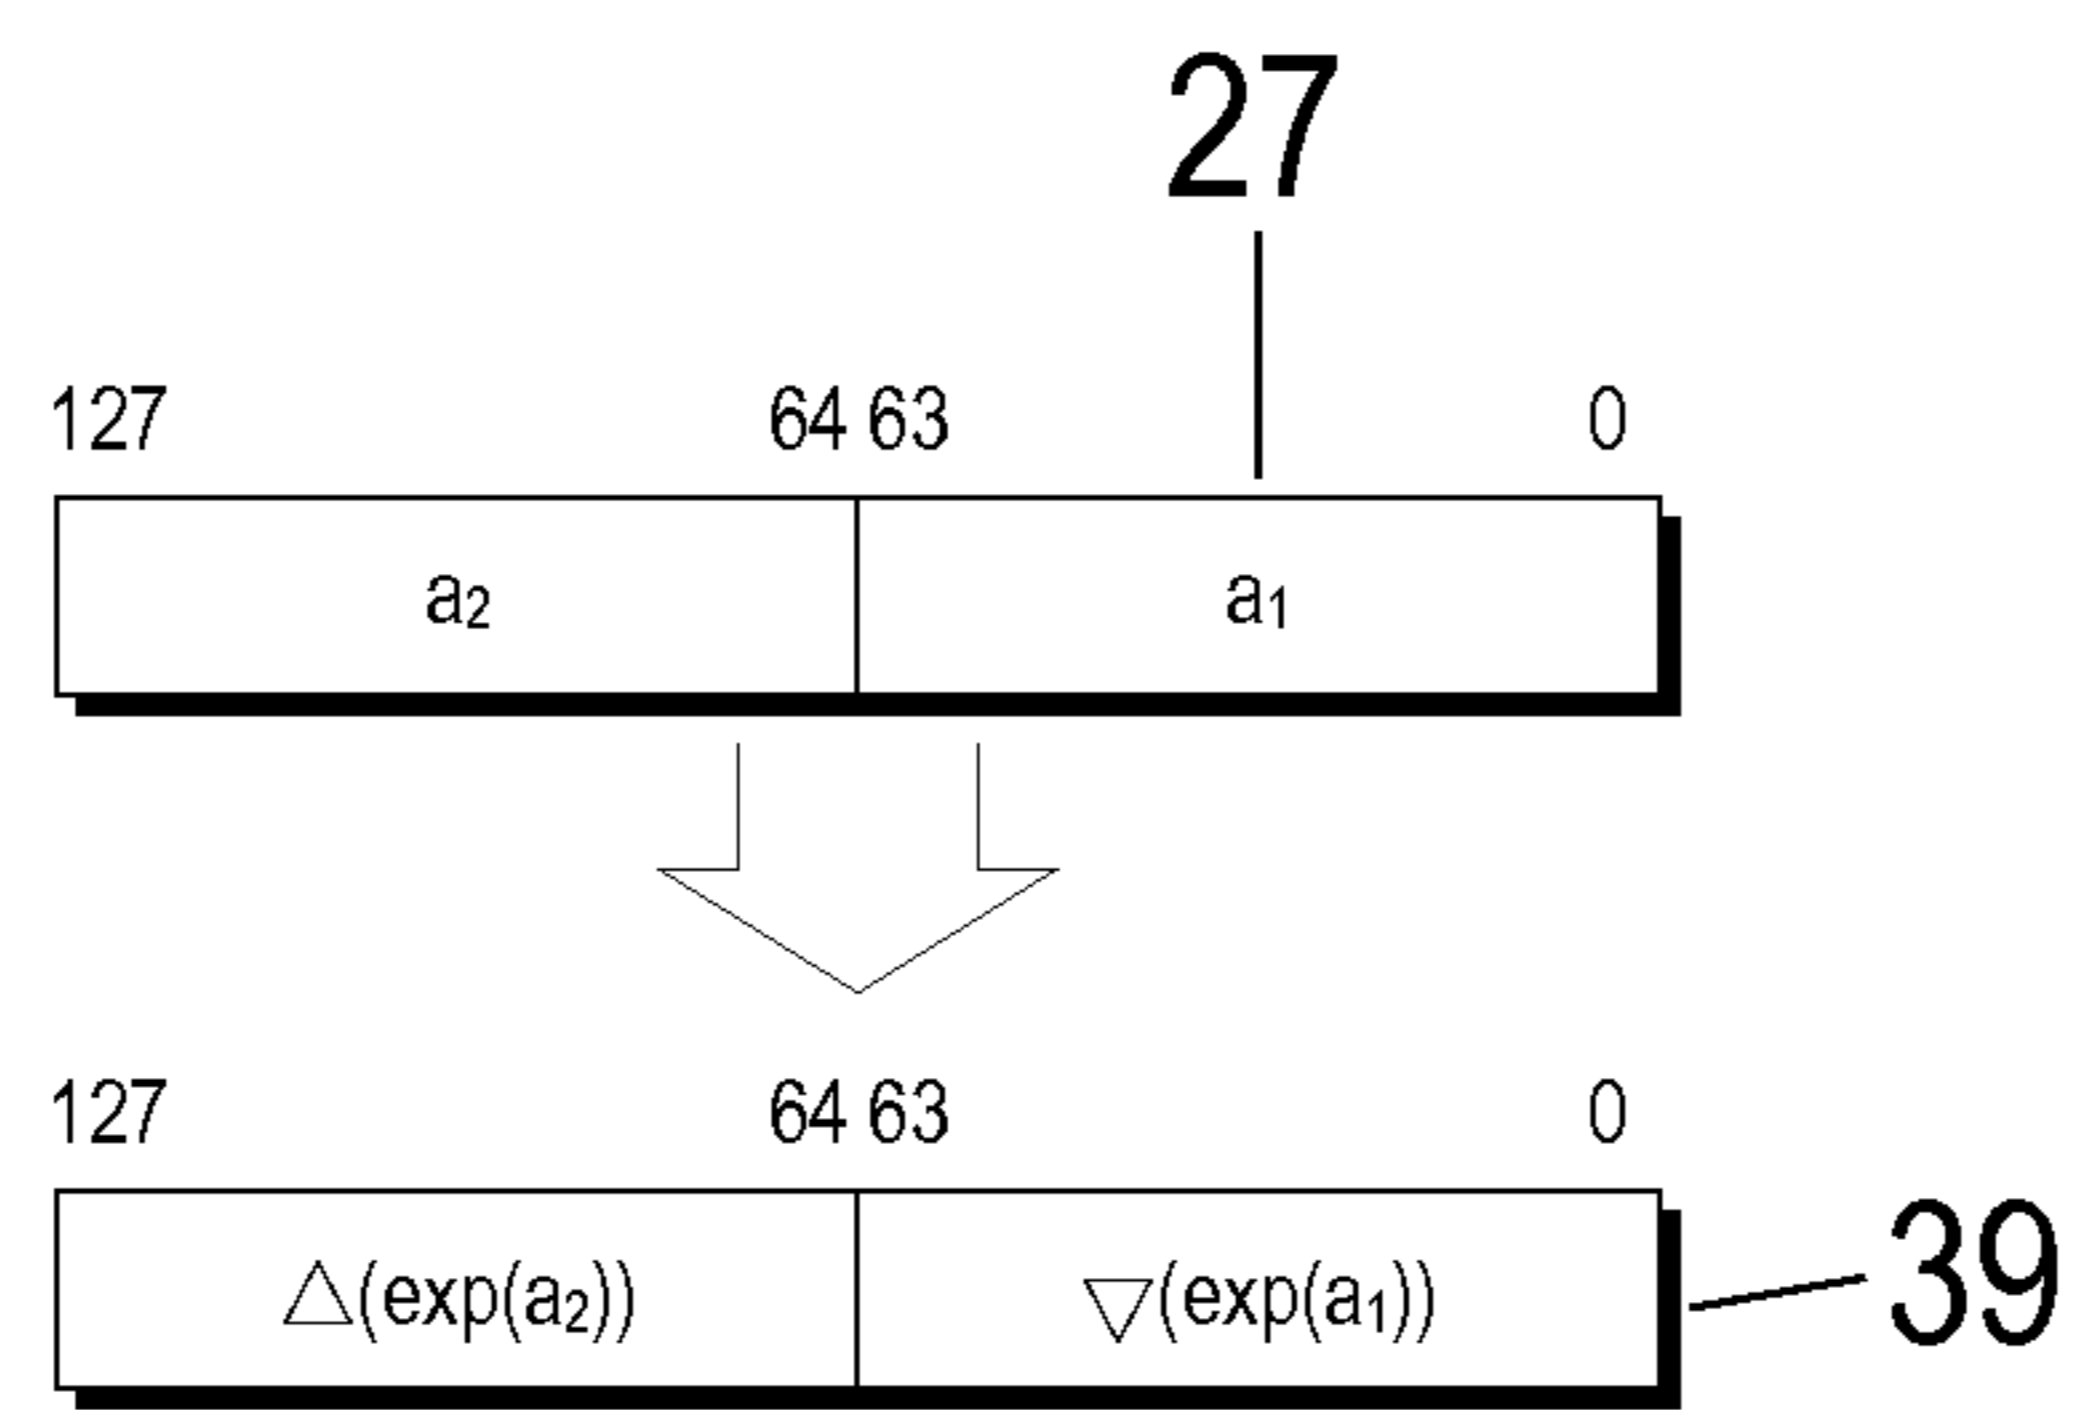 27
127 64 63 0
a₂ a₁
127 64 63 0
△(exp(a₂)) ▽(exp(a₁))
39